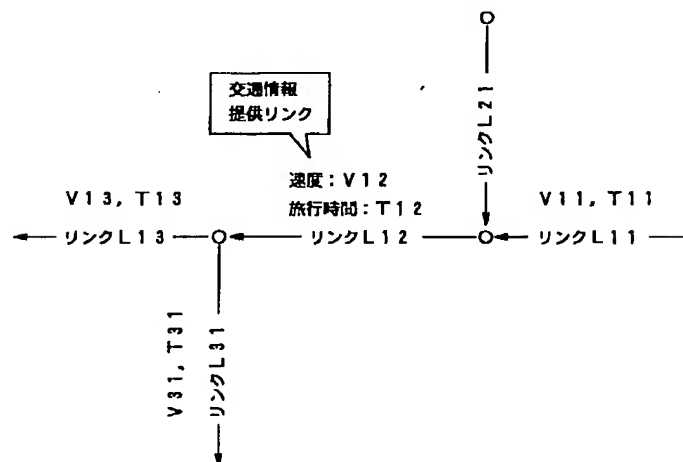 交通情報
提供リンク
リンクL21
速度：V12
旅行時間：T12
V13, T13
V11, T11
リンクL13
リンクL12
リンクL11
V31, T31
リンクL31